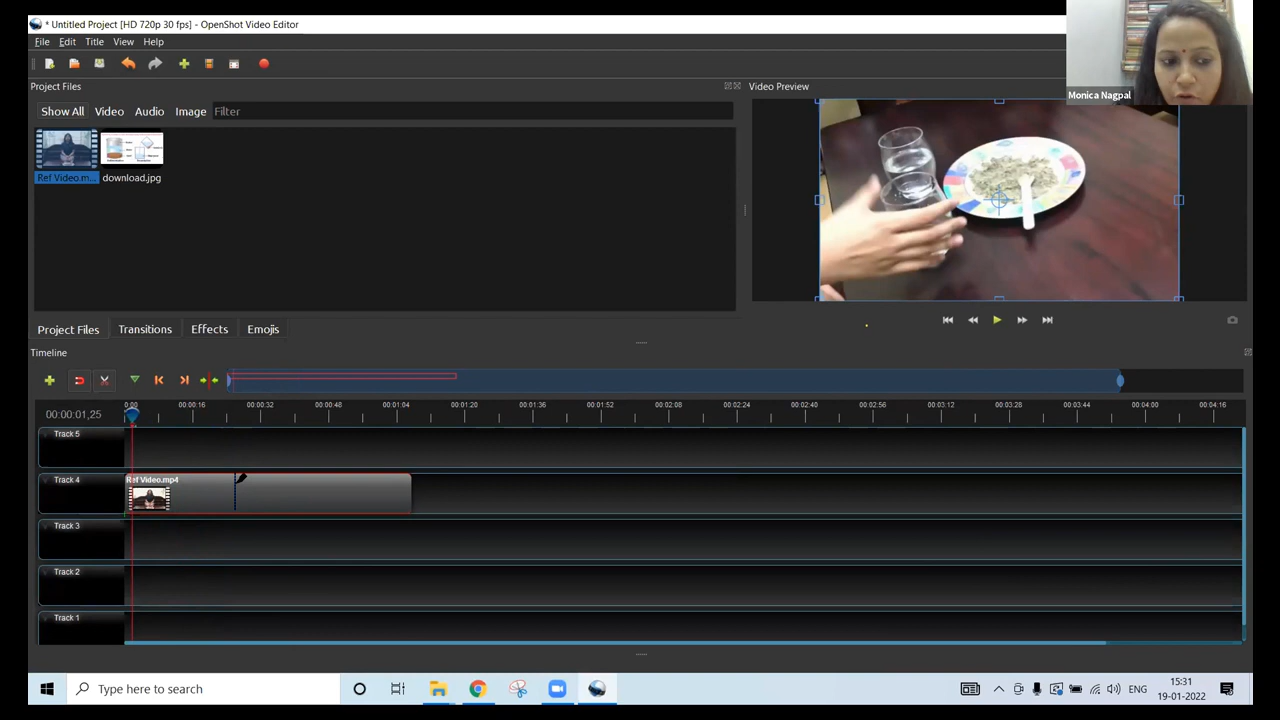 * Untitled Project [HD 720p 30 fps] - OpenShot Video Editor
File Edit Title View Help
Monica Nagpal
Project Files
Video Preview
Show All Video Audio Image Filter
Ref Video.m... download.jpg
Project Files Transitions Effects Emojis
Timeline
00:00:01,25
0:00 00:00:16 00:00:32 00:00:48 00:01:04 00:01:20 00:01:36 00:01:52 00:02:08 00:02:24 00:02:40 00:02:56 00:03:12 00:03:28 00:03:44 00:04:00 00:04:16
Track 5
Track 4
Ref Video.mp4
Track 3
Track 2
Track 1
Type here to search
ENG
15:31
19-01-2022